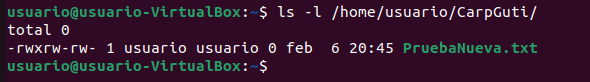 usuario@usuario-VirtualBox:~$ ls -l /home/usuario/CarpGuti/
total 0
-rwxrw-rw- 1 usuario usuario 0 feb  6 20:45 PruebaNueva.txt
usuario@usuario-VirtualBox:~$